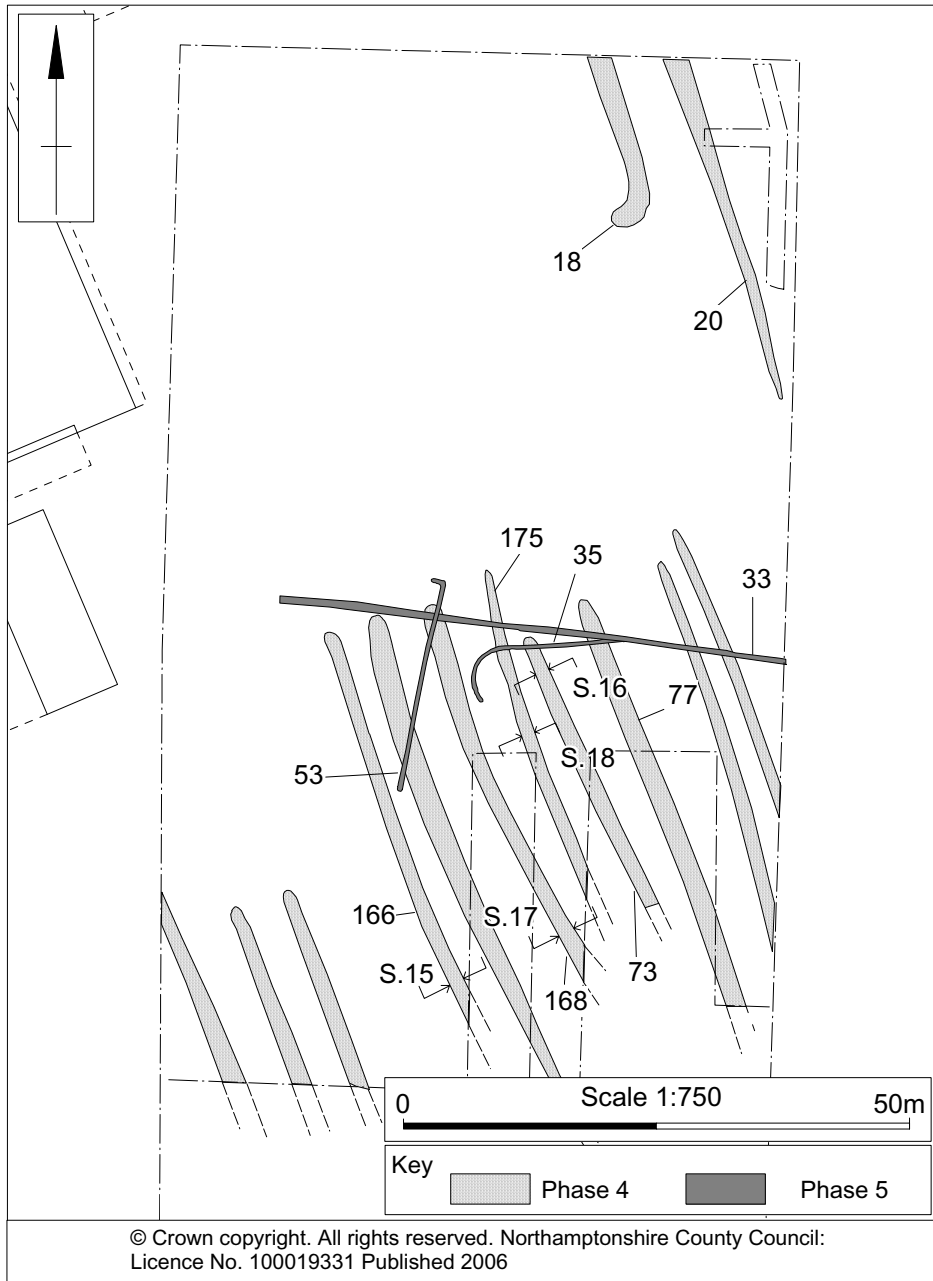 18
20
175
35
33
S.16
77
S.18
53
166
S.17
S.15
168
73
Scale 1:750
0 50m
Key
Phase 4 Phase 5
© Crown copyright. All rights reserved. Northamptonshire County Council:
Licence No. 100019331 Published 2006